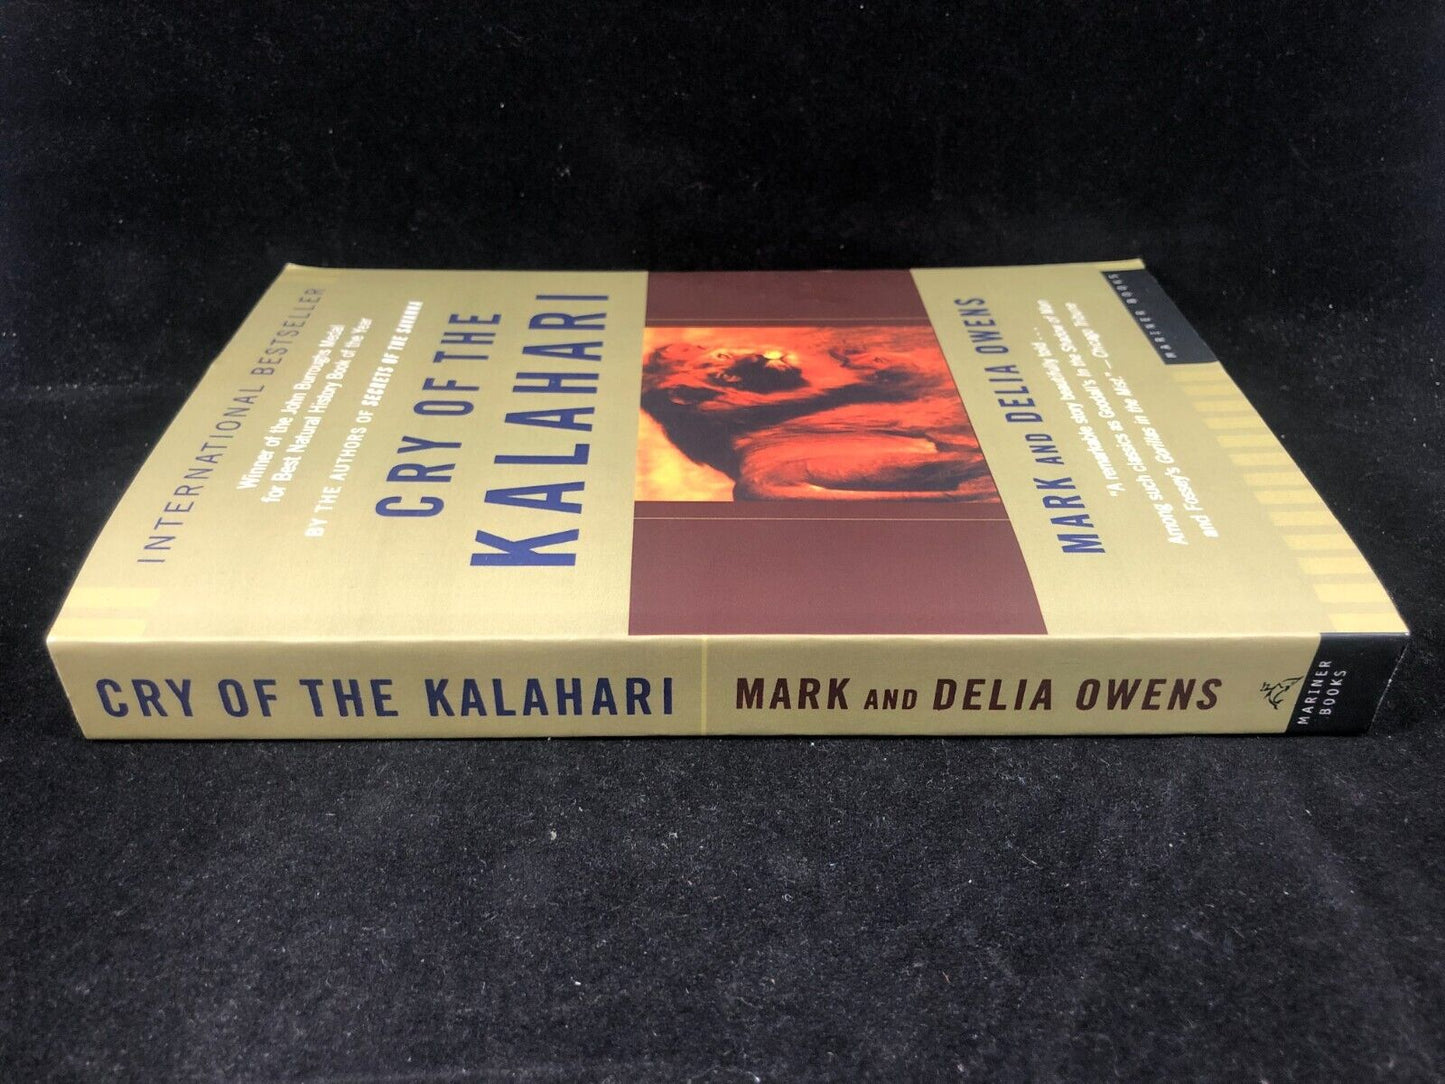 INTERNATIONAL BESTSELLER
Winner of the John Burroughs Medal
for Best Natural History Book of the Year
BY THE AUTHORS OF SECRETS OF THE SAVANNA
CRY OF THE
KALAHARI
MARK AND DELIA OWENS
"A remarkable story beautifully told . . .
Among such classics as Goodall's In the Shadow of Man
and Fossey's Gorillas in the Mist." — Chicago Tribune
MARINER BOOKS
CRY OF THE KALAHARI
MARK AND DELIA OWENS
MARINER
BOOKS